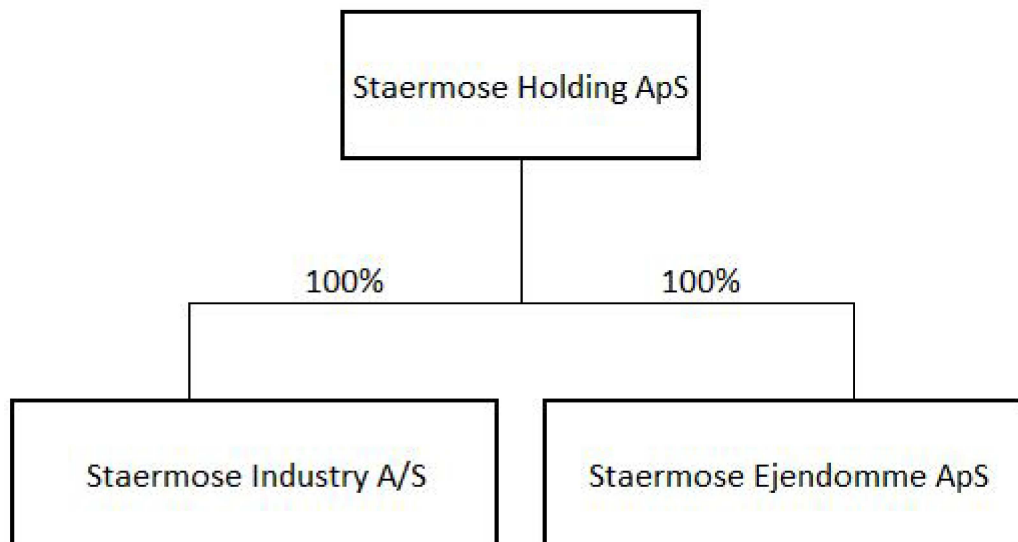 Staermose Holding ApS
100%
100%
Staermose Industry A/S
Staermose Ejendomme ApS